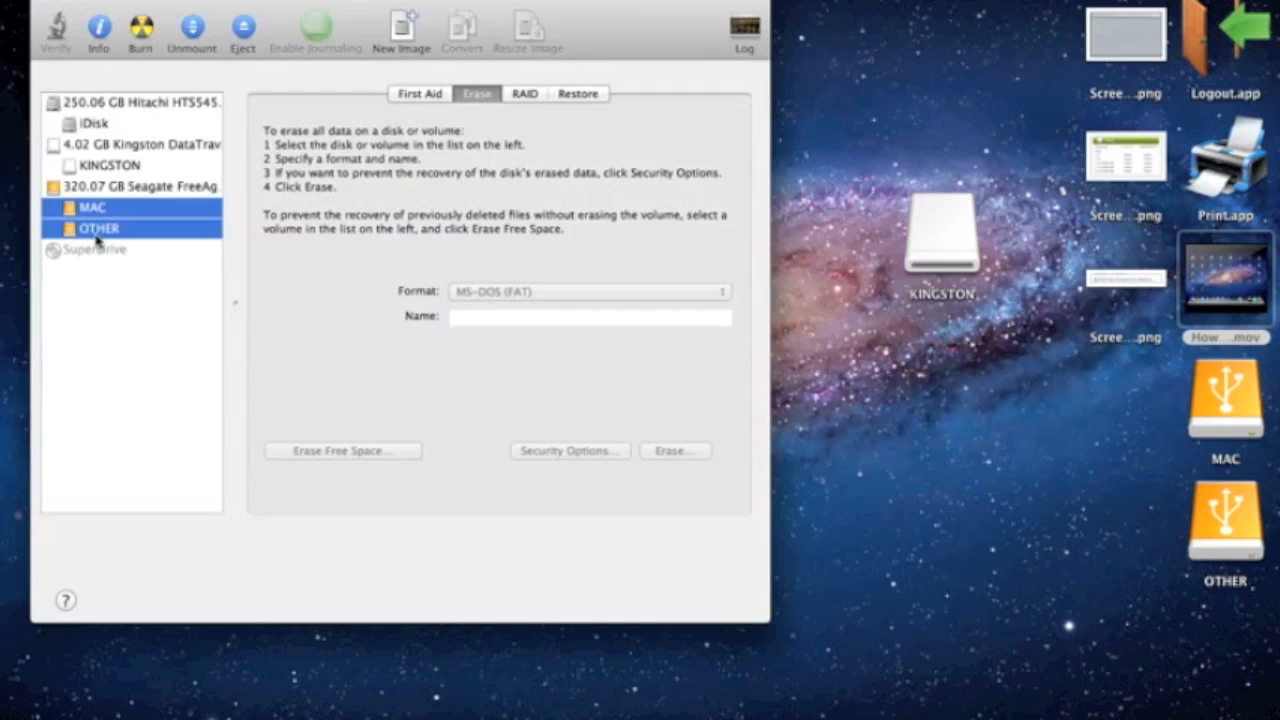 Verify Info Burn Unmount Eject Enable Journaling New Image Convert Resize Image Log
250.06 GB Hitachi HTS545.
iDisk
4.02 GB Kingston DataTrav
KINGSTON
320.07 GB Seagate FreeAg
MAC
OTHER
SuperDrive
First Aid Erase RAID Restore
To erase all data on a disk or volume:
1 Select the disk or volume in the list on the left.
2 Specify a format and name.
3 If you want to prevent the recovery of the disk's erased data, click Security Options.
4 Click Erase.
To prevent the recovery of previously deleted files without erasing the volume, select a
volume in the list on the left, and click Erase Free Space.
Format: MS-DOS (FAT)
Name:
Erase Free Space... Security Options... Erase...
?
KINGSTON
Scree....png Logout.app
Scree....png Print.app
Scree....png How ....mov
MAC
OTHER